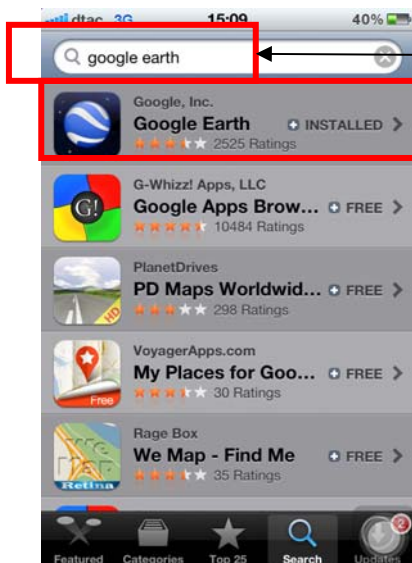 dtac 3G 15:09 40%
google earth
Google, Inc.
Google Earth INSTALLED
2525 Ratings
G!
G-Whizz! Apps, LLC
Google Apps Brow... FREE
10484 Ratings
HD
PlanetDrives
PD Maps Worldwid... FREE
298 Ratings
Free
VoyagerApps.com
My Places for Goo... FREE
30 Ratings
We
Map
Retina
Rage Box
We Map - Find Me FREE
35 Ratings
2
Featured Categories Top 25 Search Updates